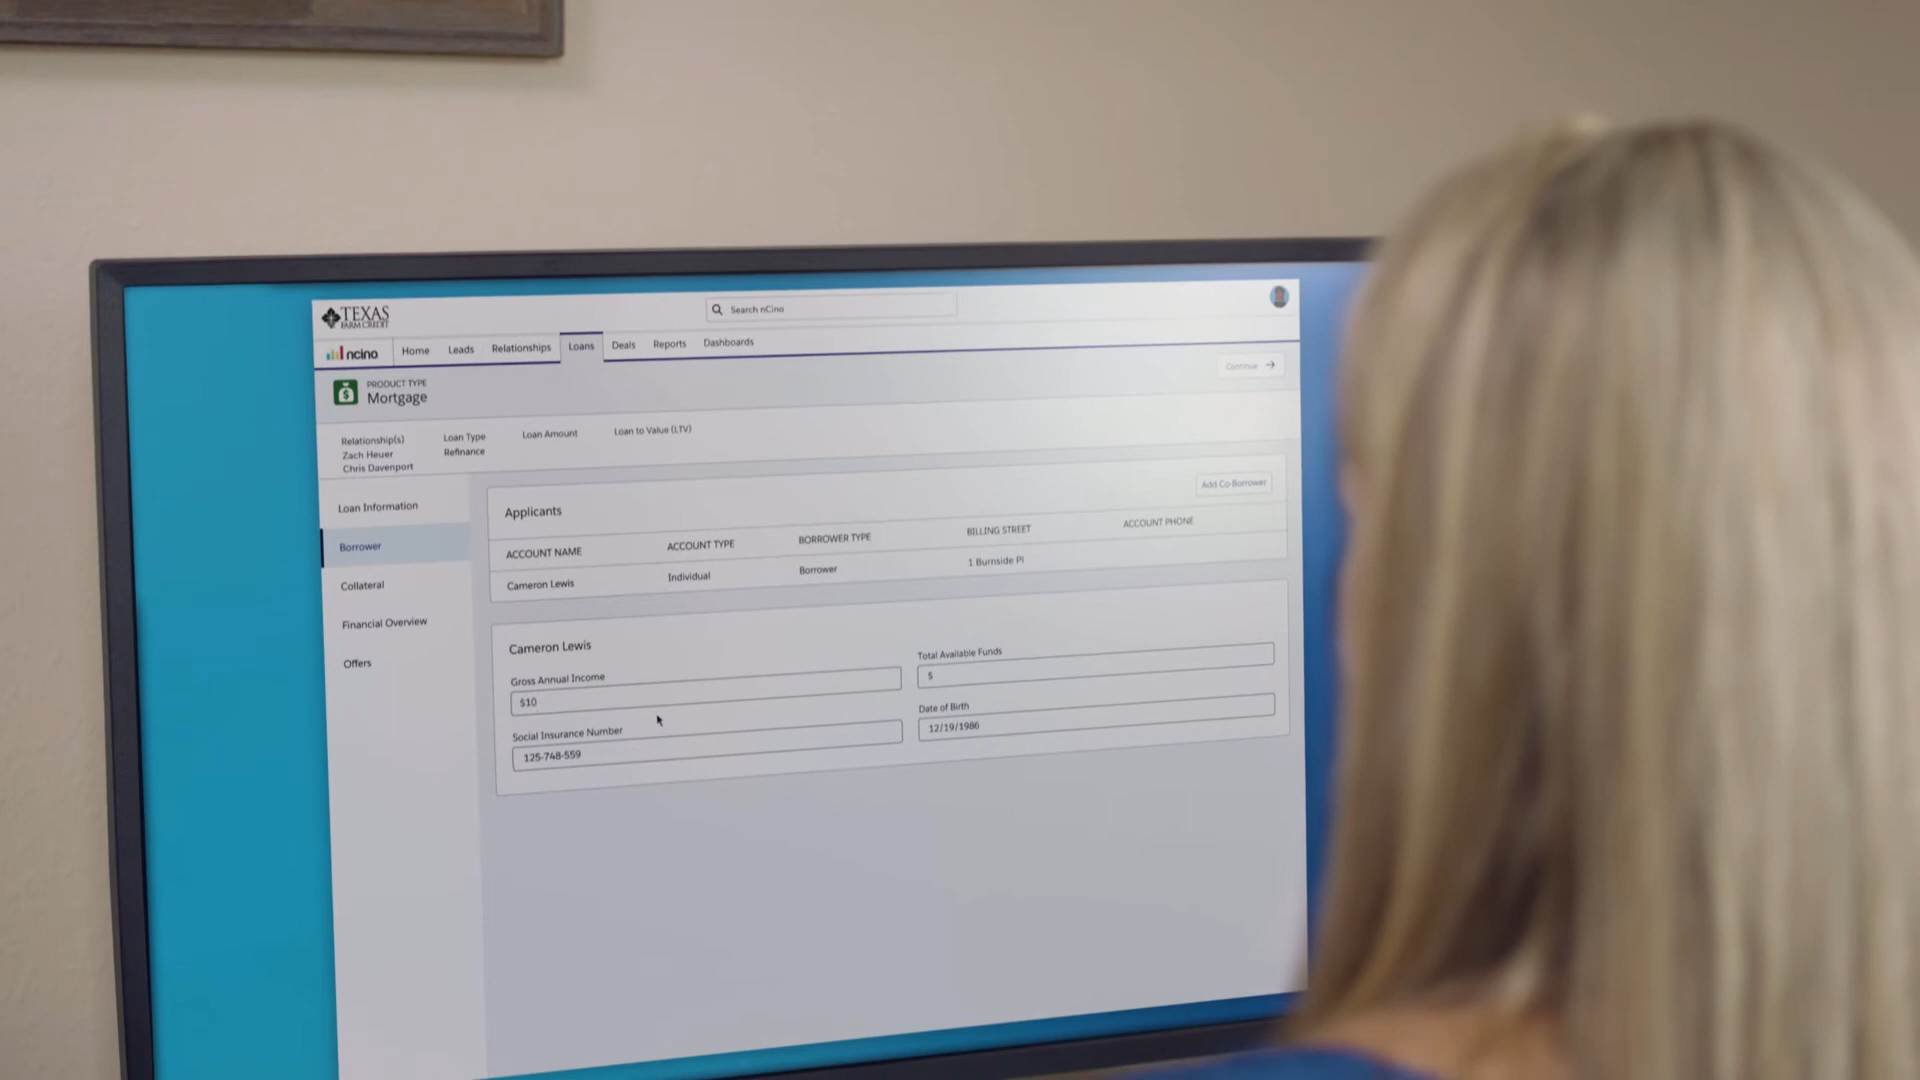 TEXAS
FARM CREDIT
Search nCino
ncino
Home Leads Relationships Loans Deals Reports Dashboards
PRODUCT TYPE
Mortgage
Continue
Relationship(s) Loan Type Loan Amount Loan to Value (LTV)
Zach Heuer Refinance
Chris Davenport
Loan Information
Borrower
Collateral
Financial Overview
Offers
Applicants
Add Co-Borrower
ACCOUNT NAME ACCOUNT TYPE BORROWER TYPE BILLING STREET ACCOUNT PHONE
Cameron Lewis Individual Borrower 1 Burnside Pl
Cameron Lewis
Gross Annual Income Total Available Funds
$10 $
Social Insurance Number Date of Birth
125-748-559 12/19/1986